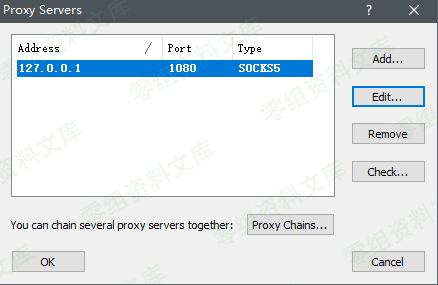 Proxy Servers ? ×
Address / Port Type
127.0.0.1 1080 SOCKS5
Add...
Edit...
Remove
Check...
You can chain several proxy servers together: Proxy Chains...
OK Cancel
零组资料文库